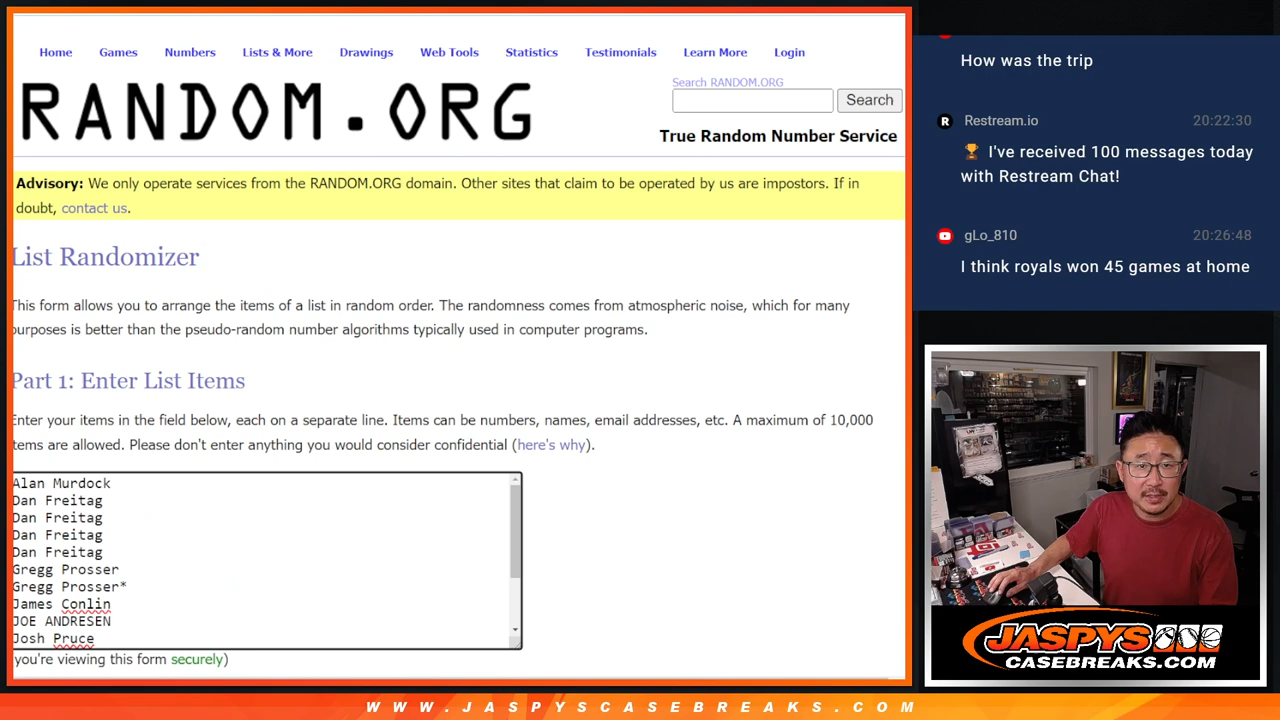 Home Games Numbers Lists & More Drawings Web Tools Statistics Testimonials Learn More Login
RANDOM.ORG
Search RANDOM.ORG
Search
True Random Number Service
Advisory: We only operate services from the RANDOM.ORG domain. Other sites that claim to be operated by us are impostors. If in
doubt, contact us.
List Randomizer
This form allows you to arrange the items of a list in random order. The randomness comes from atmospheric noise, which for many
purposes is better than the pseudo-random number algorithms typically used in computer programs.
Part 1: Enter List Items
Enter your items in the field below, each on a separate line. Items can be numbers, names, email addresses, etc. A maximum of 10,000
items are allowed. Please don't enter anything you would consider confidential (here's why).
Alan Murdock
Dan Freitag
Dan Freitag
Dan Freitag
Dan Freitag
Gregg Prosser
Gregg Prosser*
James Conlin
JOE ANDRESEN
Josh Pruce
you're viewing this form securely)
How was the trip
Restream.io 20:22:30
🏆 I've received 100 messages today
with Restream Chat!
gLo_810 20:26:48
I think royals won 45 games at home
JASPYS
CASEBREAKS.COM
WWW.JASPYSCASEBREAKS.COM